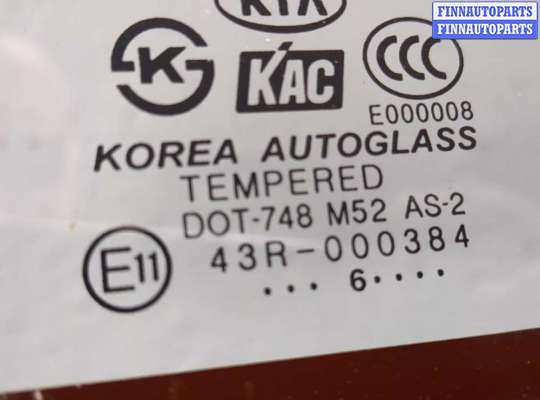 FINNAUTOPARTS
FINNAUTOPARTS
KIA
K
KAC
CCC
E000008
KOREA AUTOGLASS
TEMPERED
DOT-748 M52 AS-2
E11
43R-000384
... 6....